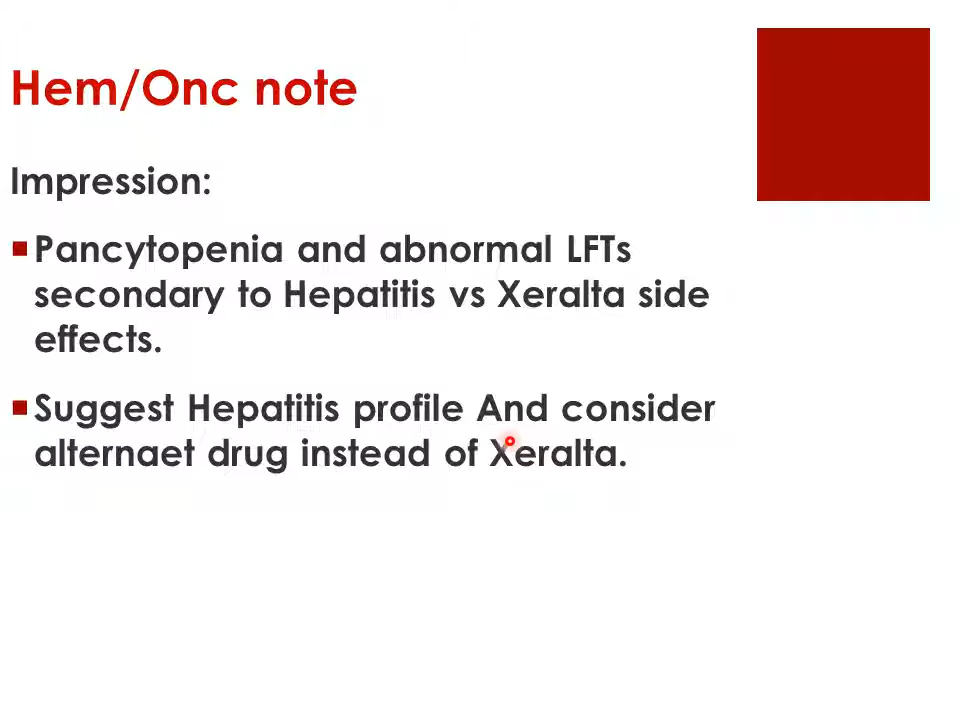 Hem/Onc note
Impression:
Pancytopenia and abnormal LFTs
secondary to Hepatitis vs Xeralta side
effects.
Suggest Hepatitis profile And consider
alternaet drug instead of Xeralta.